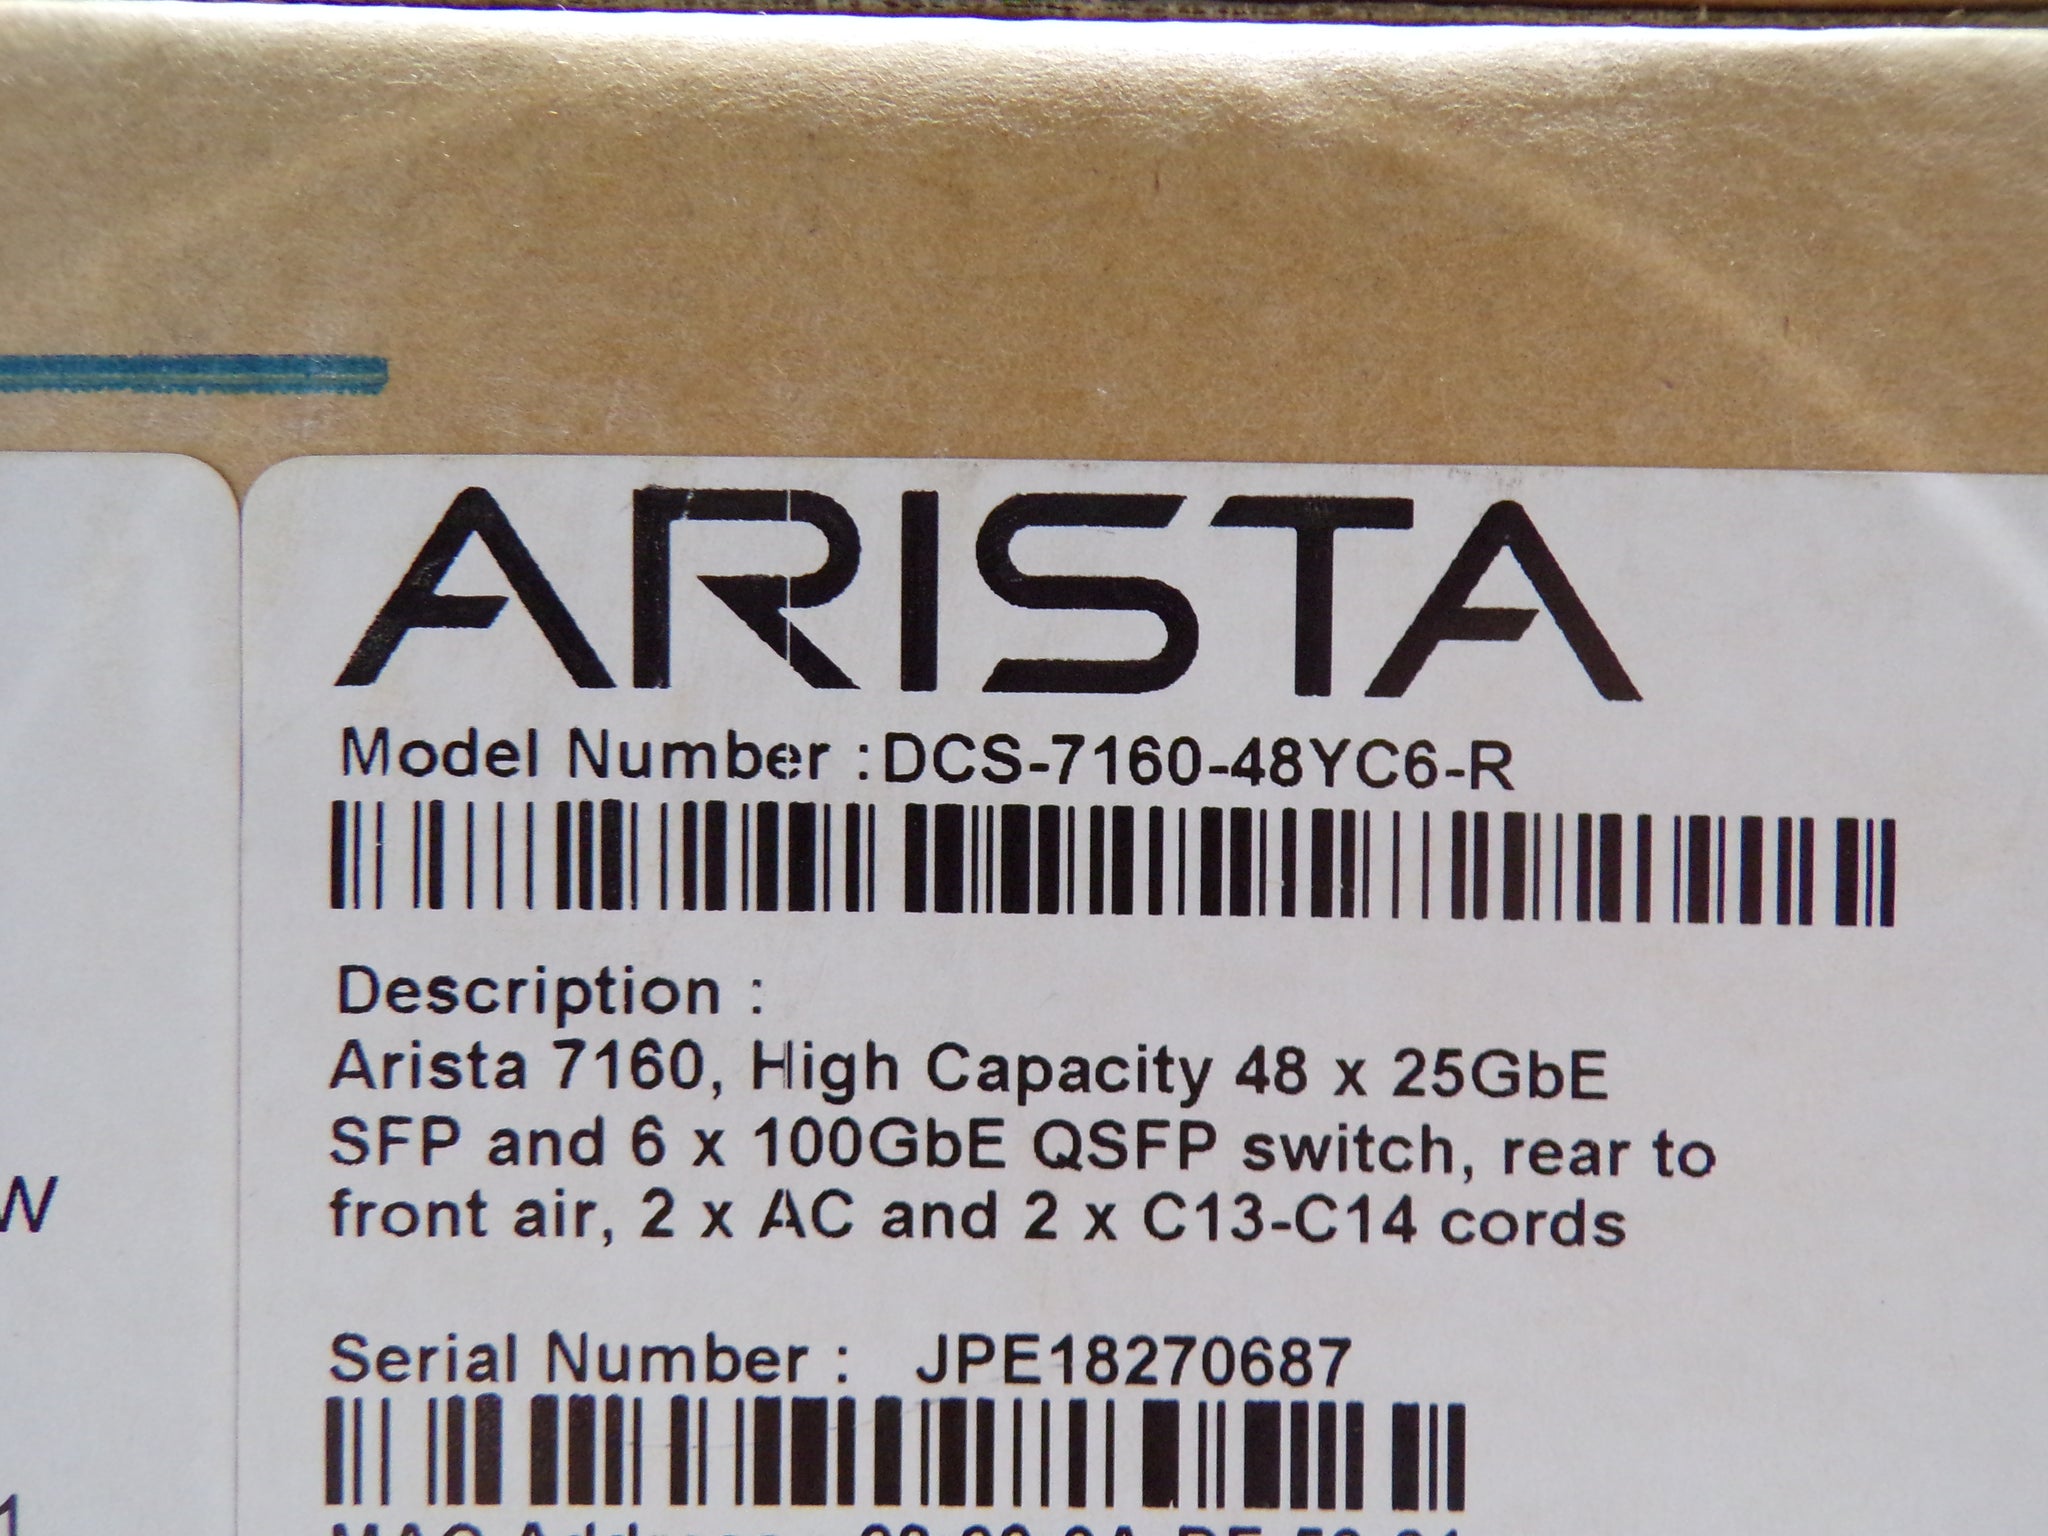 ARISTA
Model Number :DCS-7160-48YC6-R
Description :
Arista 7160, High Capacity 48 x 25GbE
SFP and 6 x 100GbE QSFP switch, rear to
front air, 2 x AC and 2 x C13-C14 cords
Serial Number : JPE18270687
W
1